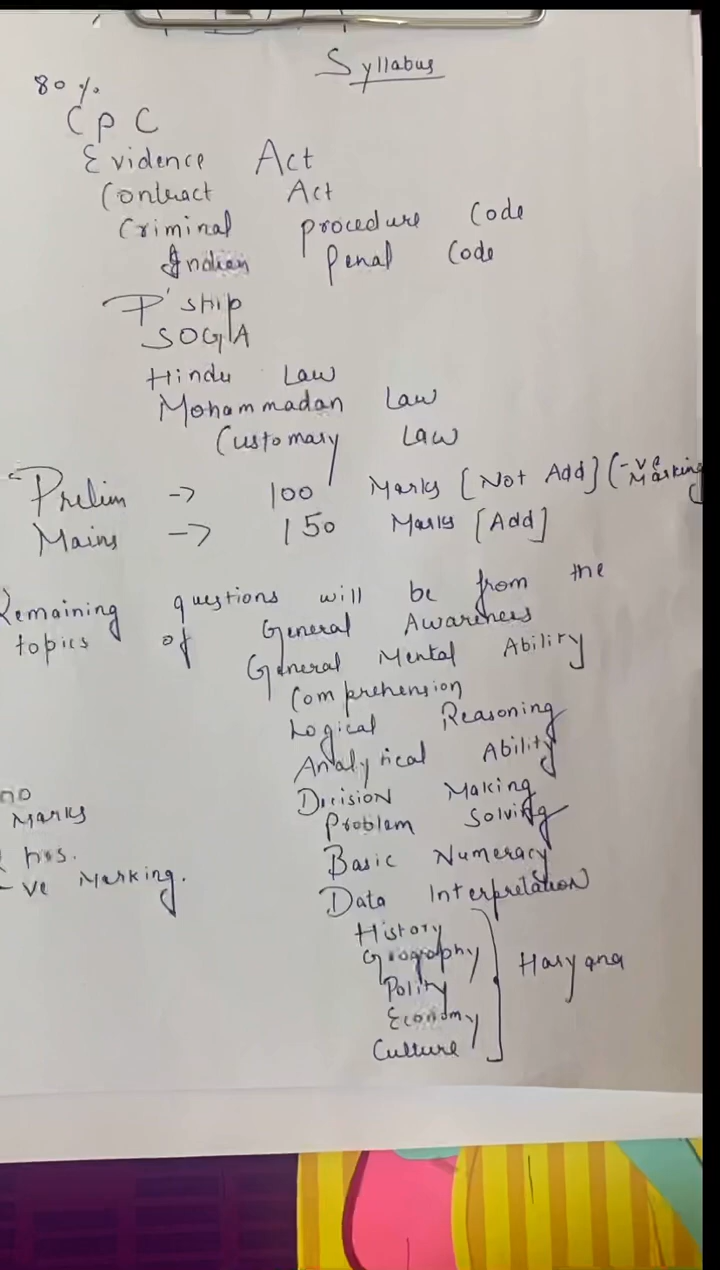 Syllabus
80 %
CPC
Evidence Act
Contract Act
Criminal procedure Code
Indian Penal Code
P'ship
SOGA
Hindu Law
Mohammadan Law
Customary Law
Prelim -> 100 Marks [Not Add] (-ve Marking
Mains -> 150 Marks [Add]
Remaining questions will be from the
topics of General Awareness
General Mental Ability
Comprehension
Logical Reasoning
Analytical Ability
Decision Making
Problem Solving
Basic Numeracy
Data Interpretation
History
Geography
Polity
Economy
Culture
Haryana
Marks
hrs.
-ve Marking.